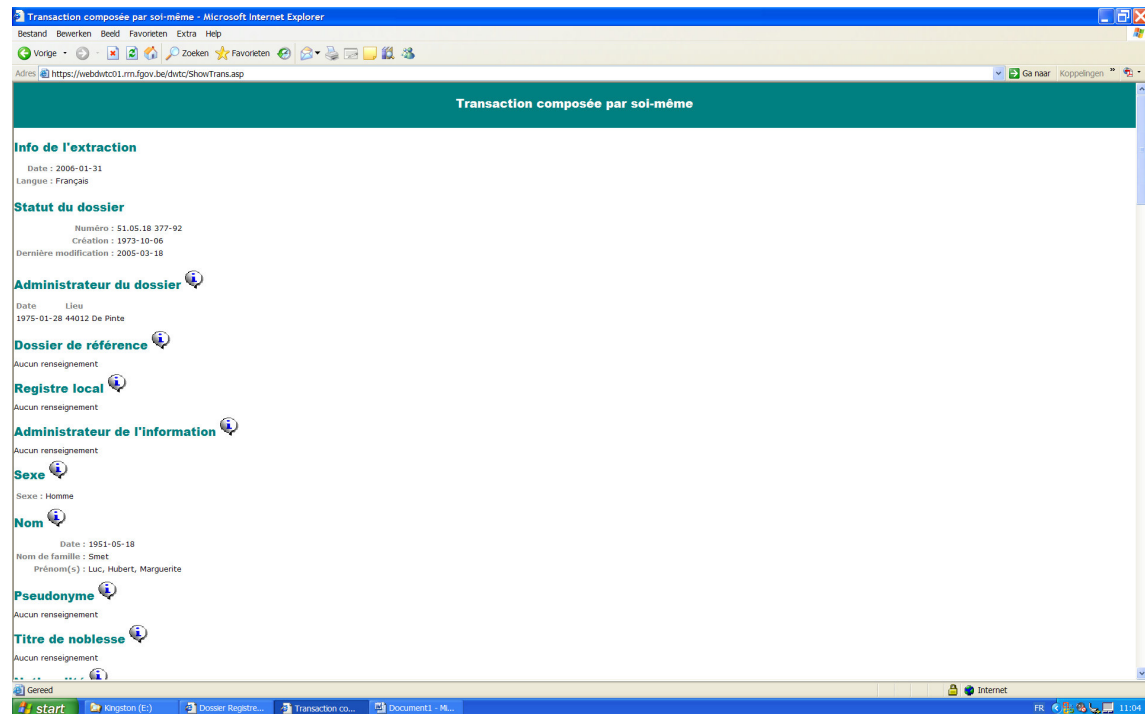 Transaction composée par soi-même - Microsoft Internet Explorer
Bestand Bewerken Beeld Favorieten Extra Help
Vorige Zoeken Favorieten
Adres https://webdwtc01.rrn.fgov.be/dwtc/ShowTrans.asp Ga naar Koppelingen »
Transaction composée par soi-même
Info de l'extraction
Date : 2006-01-31
Langue : Français
Statut du dossier
Numéro : 51.05.18 377-92
Création : 1973-10-06
Dernière modification : 2005-03-18
Administrateur du dossier
Date Lieu
1975-01-28 44012 De Pinte
Dossier de référence
Aucun renseignement
Registre local
Aucun renseignement
Administrateur de l'information
Aucun renseignement
Sexe
Sexe : Homme
Nom
Date : 1951-05-18
Nom de famille : Smet
Prénom(s) : Luc, Hubert, Marguerite
Pseudonyme
Aucun renseignement
Titre de noblesse
Aucun renseignement
Gereed Internet
start Kingston (E:) Dossier Registre... Transaction co... Document1 - Mi... FR 11:04